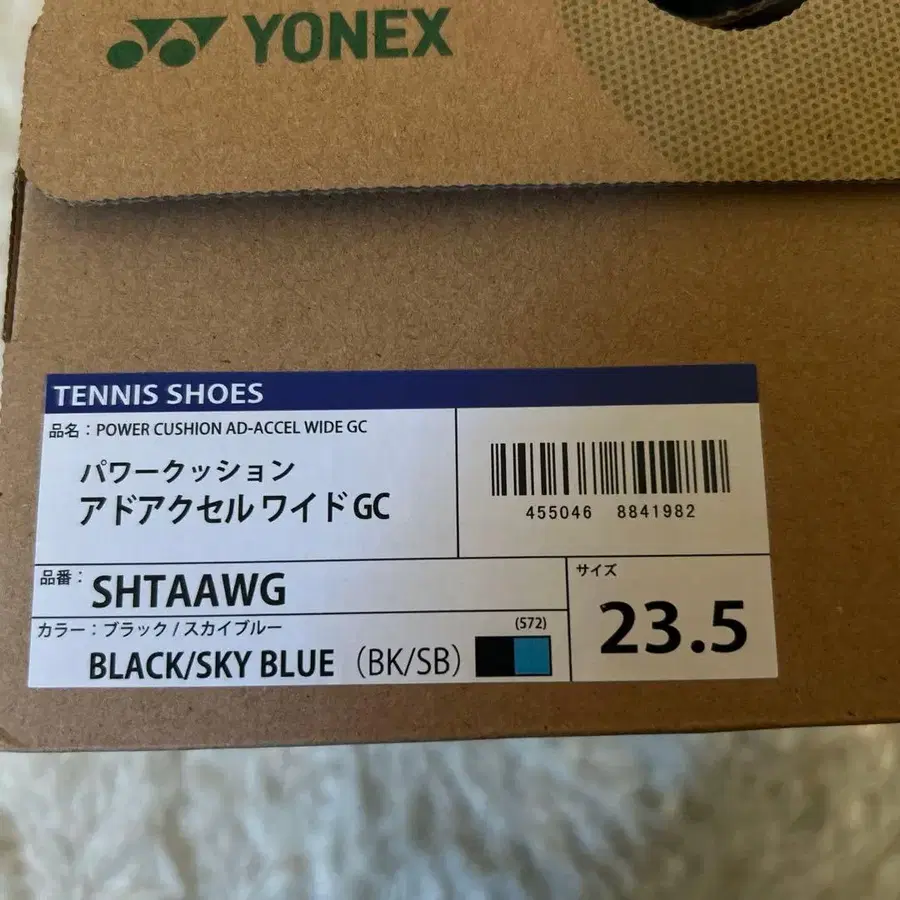 YONEX
TENNIS SHOES
品名：POWER CUSHION AD-ACCEL WIDE GC
パワークッション
アドアクセル ワイド GC
455046 8841982
品番：
SHTAAWG
カラー：ブラック / スカイブルー (572)
BLACK/SKY BLUE （BK/SB）
サイズ
23.5